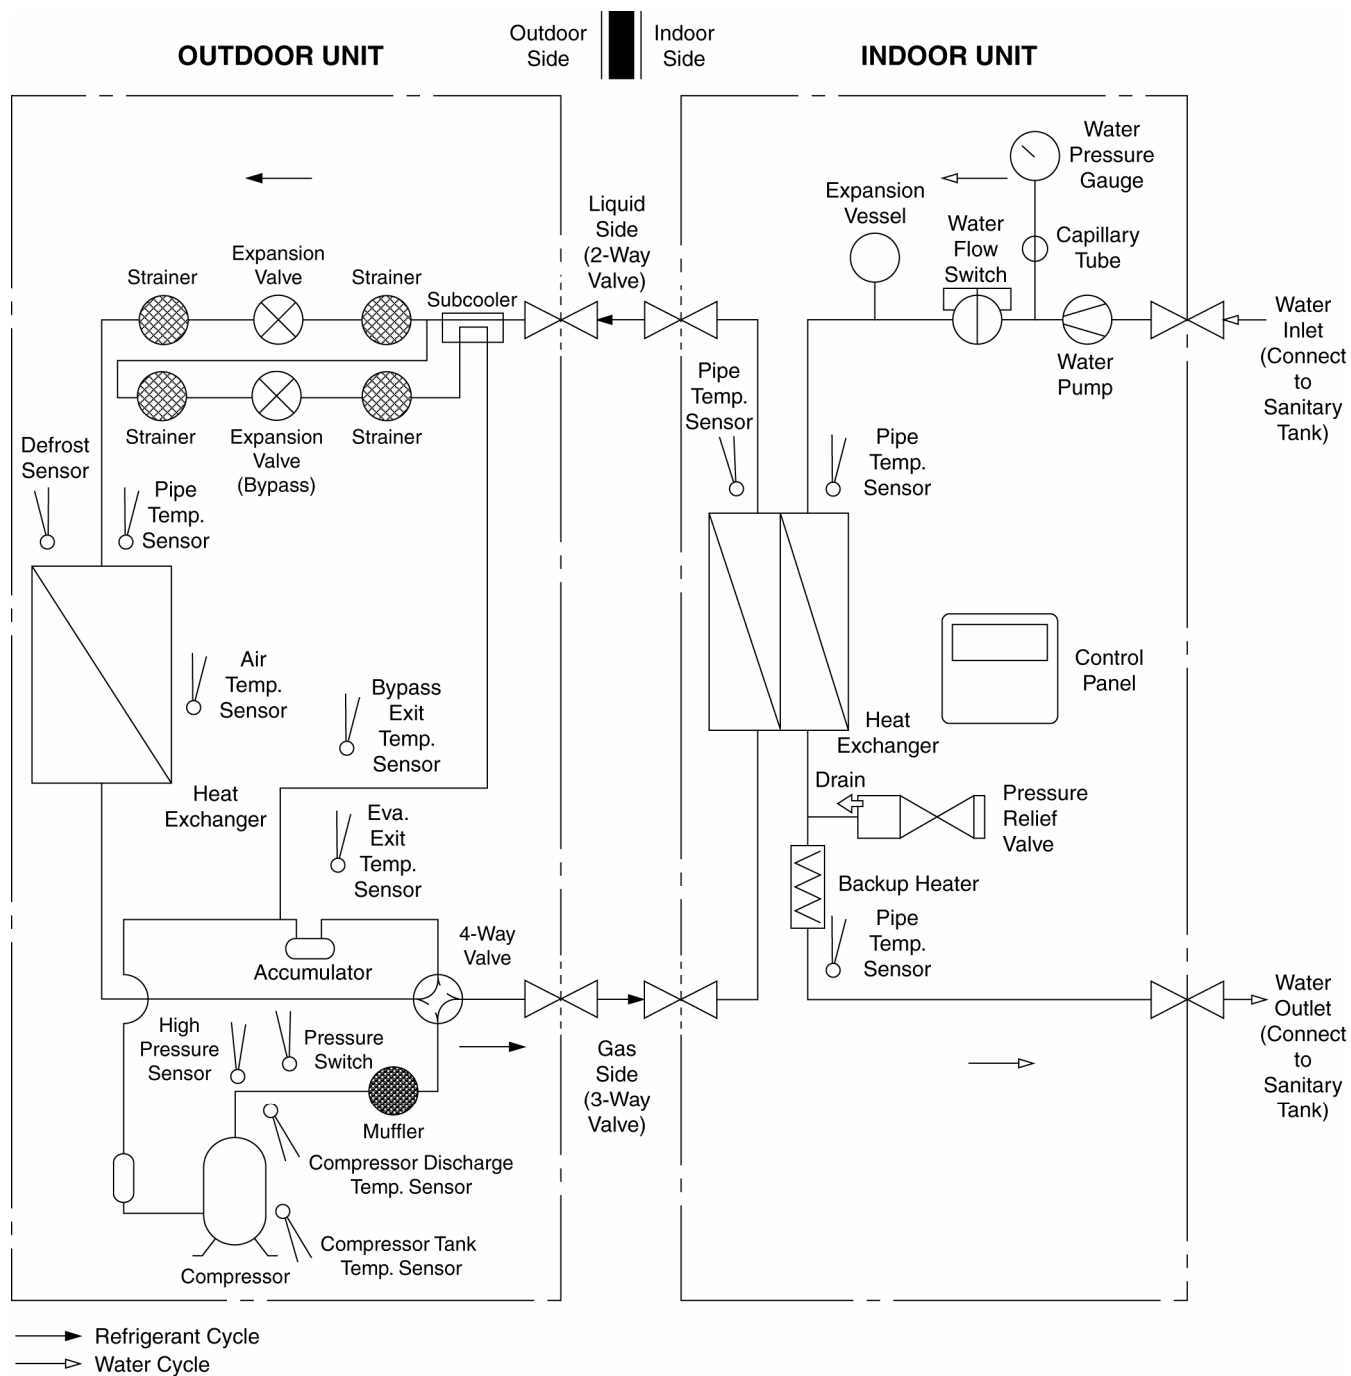 OUTDOOR UNIT
Outdoor
Side
Indoor
Side
INDOOR UNIT
Water
Pressure
Gauge
Expansion
Vessel
Water
Flow
Switch
Capillary
Tube
Liquid
Side
(2-Way
Valve)
Strainer
Expansion
Valve
Strainer
Subcooler
Water
Inlet
(Connect
to
Sanitary
Tank)
Water
Pump
Pipe
Temp.
Sensor
Pipe
Temp.
Sensor
Strainer
Expansion
Valve
(Bypass)
Strainer
Defrost
Sensor
Pipe
Temp.
Sensor
Air
Temp.
Sensor
Bypass
Exit
Temp.
Sensor
Control
Panel
Heat
Exchanger
Heat
Exchanger
Drain
Pressure
Relief
Valve
Eva.
Exit
Temp.
Sensor
Backup Heater
Pipe
Temp.
Sensor
4-Way
Valve
Accumulator
Water
Outlet
(Connect
to
Sanitary
Tank)
High
Pressure
Sensor
Pressure
Switch
Gas
Side
(3-Way
Valve)
Muffler
Compressor Discharge
Temp. Sensor
Compressor Tank
Temp. Sensor
Compressor
Refrigerant Cycle
Water Cycle